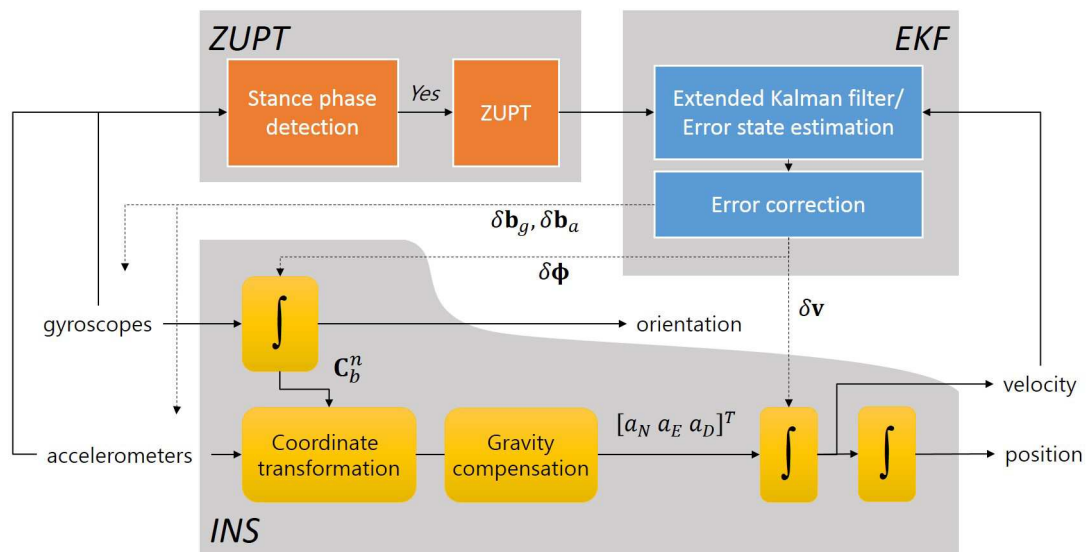 ZUPT
EKF
Stance phase
detection
Yes
ZUPT
Extended Kalman filter/
Error state estimation
Error correction
δb_g, δb_a
δϕ
δv
gyroscopes
∫
orientation
C_b^n
velocity
accelerometers
Coordinate
transformation
Gravity
compensation
[a_N a_E a_D]^T
∫
∫
position
INS